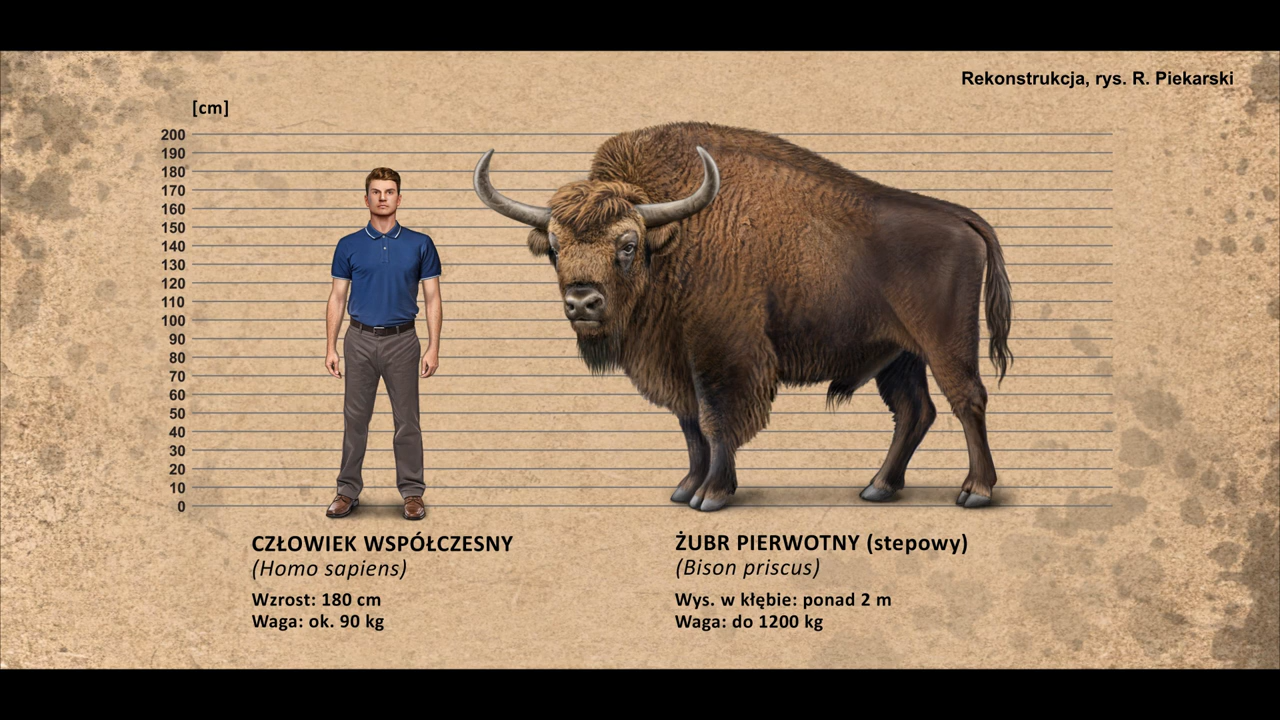 Rekonstrukcja, rys. R. Piekarski
[cm]
200
190
180
170
160
150
140
130
120
110
100
90
80
70
60
50
40
30
20
10
0
CZŁOWIEK WSPÓŁCZESNY
(Homo sapiens)
Wzrost: 180 cm
Waga: ok. 90 kg
ŻUBR PIERWOTNY (stepowy)
(Bison priscus)
Wys. w kłębie: ponad 2 m
Waga: do 1200 kg